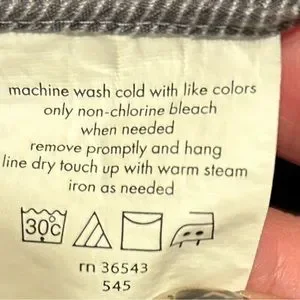 machine wash cold with like colors
only non-chlorine bleach
when needed
remove promptly and hang
line dry touch up with warm steam
iron as needed
30°c
rn 36543
545